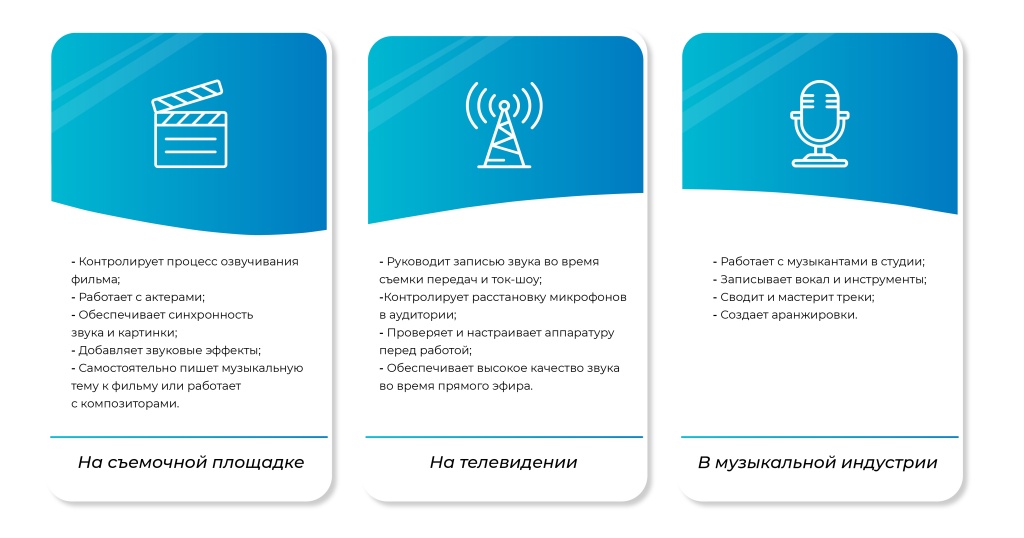 - Контролирует процесс озвучивания
фильма;
- Работает с актерами;
- Обеспечивает синхронность
звука и картинки;
- Добавляет звуковые эффекты;
- Самостоятельно пишет музыкальную
тему к фильму или работает
с композиторами.
На съемочной площадке
- Руководит записью звука во время
съемки передач и ток-шоу;
-Контролирует расстановку микрофонов
в аудитории;
- Проверяет и настраивает аппаратуру
перед работой;
- Обеспечивает высокое качество звука
во время прямого эфира.
На телевидении
- Работает с музыкантами в студии;
- Записывает вокал и инструменты;
- Сводит и мастерит треки;
- Создает аранжировки.
В музыкальной индустрии